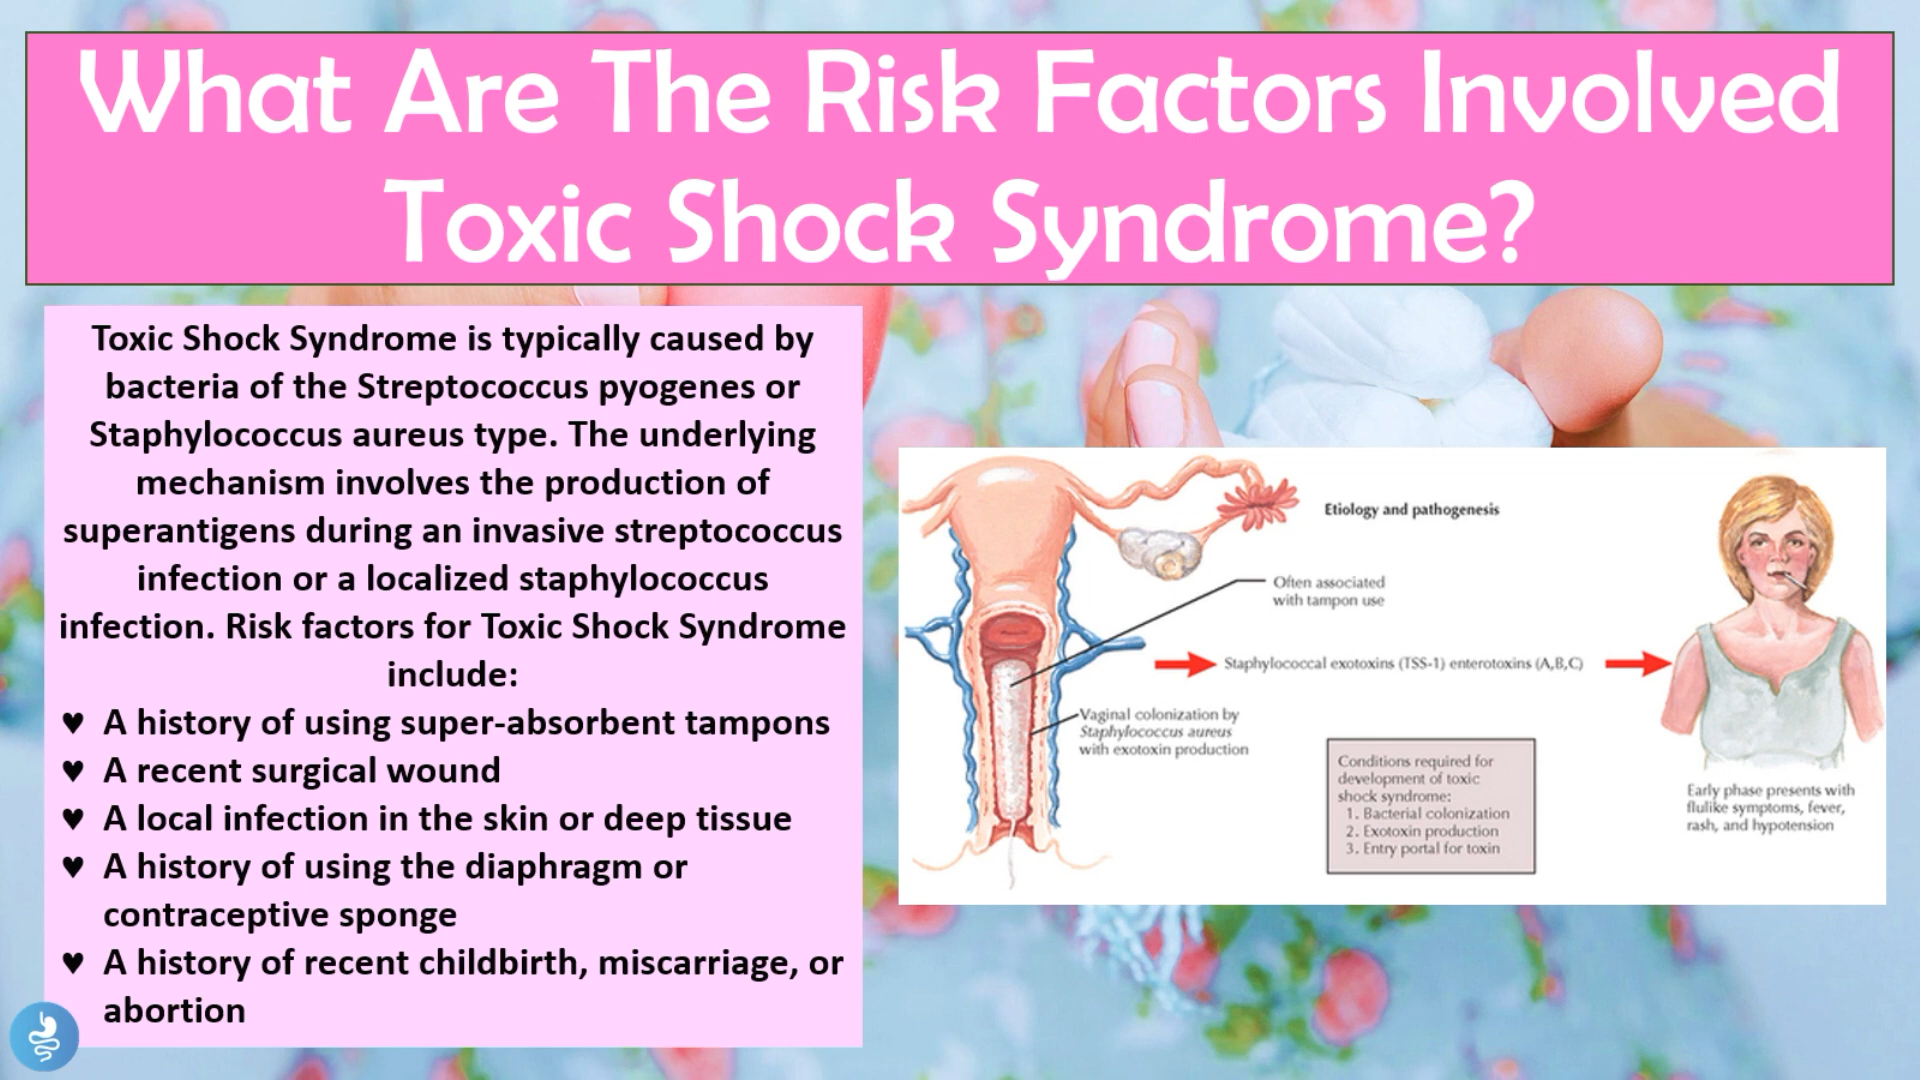 What Are The Risk Factors Involved
Toxic Shock Syndrome?
Toxic Shock Syndrome is typically caused by
bacteria of the Streptococcus pyogenes or
Staphylococcus aureus type. The underlying
mechanism involves the production of
superantigens during an invasive streptococcus
infection or a localized staphylococcus
infection. Risk factors for Toxic Shock Syndrome
include:
♥ A history of using super-absorbent tampons
♥ A recent surgical wound
♥ A local infection in the skin or deep tissue
♥ A history of using the diaphragm or
contraceptive sponge
♥ A history of recent childbirth, miscarriage, or
abortion
Etiology and pathogenesis
Often associated
with tampon use
Staphylococcal exotoxins (TSS-1) enterotoxins (A,B,C)
Vaginal colonization by
Staphylococcus aureus
with exotoxin production
Conditions required for
development of toxic
shock syndrome:
1. Bacterial colonization
2. Exotoxin production
3. Entry portal for toxin
Early phase presents with
flulike symptoms, fever,
rash, and hypotension